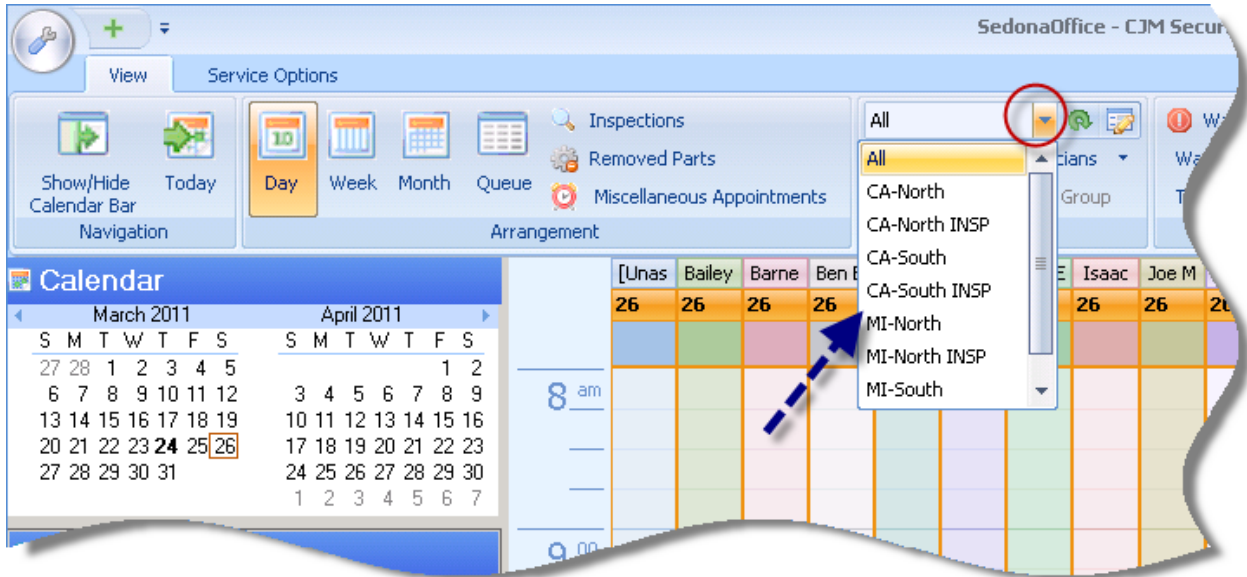 SedonaOffice - CJM Secur
View Service Options
Show/Hide
Calendar Bar
Today
Navigation
Day Week Month Queue
Inspections
Removed Parts
Miscellaneous Appointments
Arrangement
All
All
CA-North
CA-North INSP
CA-South
CA-South INSP
MI-North
MI-North INSP
MI-South
cians
Group
Calendar
March 2011
S M T W T F S
27 28 1 2 3 4 5
6 7 8 9 10 11 12
13 14 15 16 17 18 19
20 21 22 23 24 25 26
27 28 29 30 31
April 2011
S M T W T F S
1 2
3 4 5 6 7 8 9
10 11 12 13 14 15 16
17 18 19 20 21 22 23
24 25 26 27 28 29 30
1 2 3 4 5 6 7
[Unas Bailey Barne Ben E Isaac Joe M
26 26 26 26 26 26
8 am
9 00